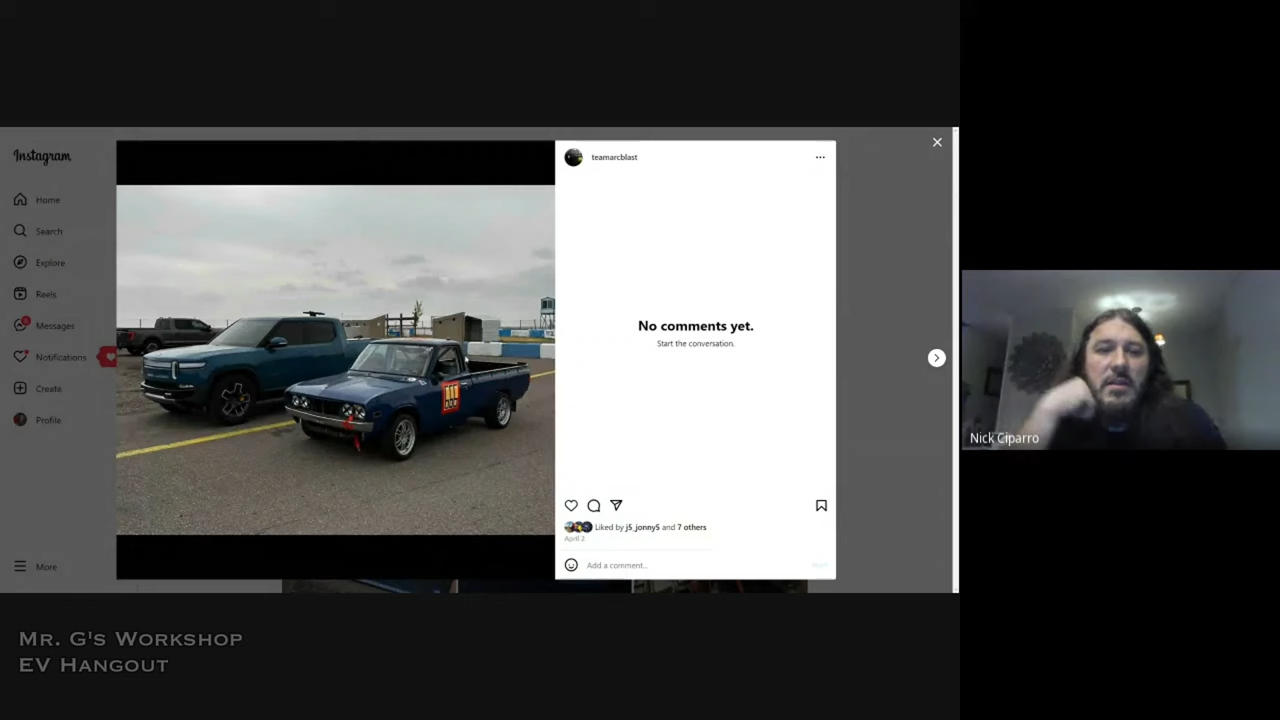 Instagram
Home
Search
Explore
Reels
Messages
Notifications
Create
Profile
More
teamarcblast
No comments yet.
Start the conversation.
Liked by j5_jonny5 and 7 others
April 2
Add a comment...
Nick Ciparro
Mr. G's Workshop
EV Hangout